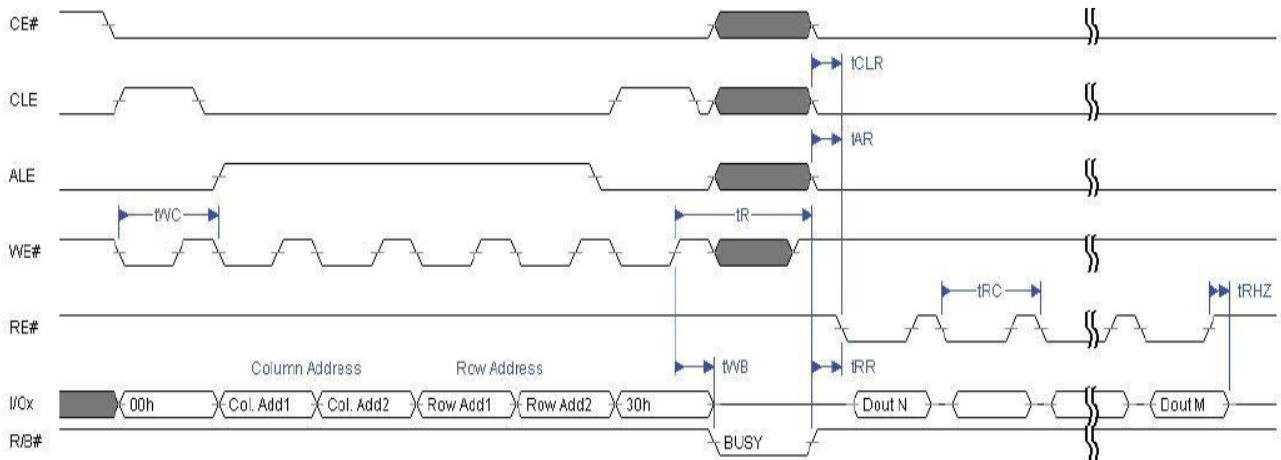 CE#
tCLR
CLE
tAR
ALE
tWC
tR
WE#
tRC
tRHZ
RE#
Column Address Row Address
tWB
tRR
I/Ox 00h Col. Add1 Col. Add2 Row Add1 Row Add2 30h Dout N Dout M
R/B# BUSY